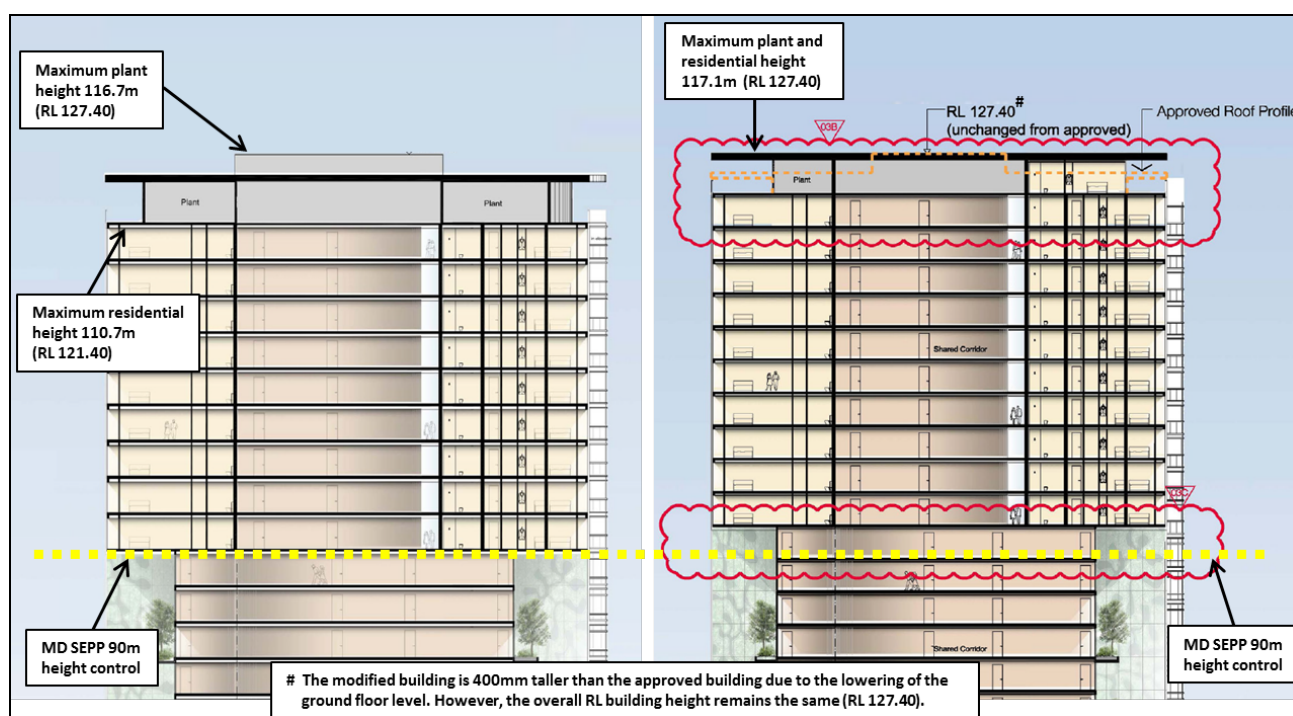 Maximum plant
height 116.7m
(RL 127.40)
Plant
Plant
Maximum residential
height 110.7m
(RL 121.40)
MD SEPP 90m
height control
Maximum plant and
residential height
117.1m (RL 127.40)
03B
RL 127.40#
(unchanged from approved)
Approved Roof Profile
Plant
Shared Corridor
03C
Shared Corridor
MD SEPP 90m
height control
# The modified building is 400mm taller than the approved building due to the lowering of the
ground floor level. However, the overall RL building height remains the same (RL 127.40).